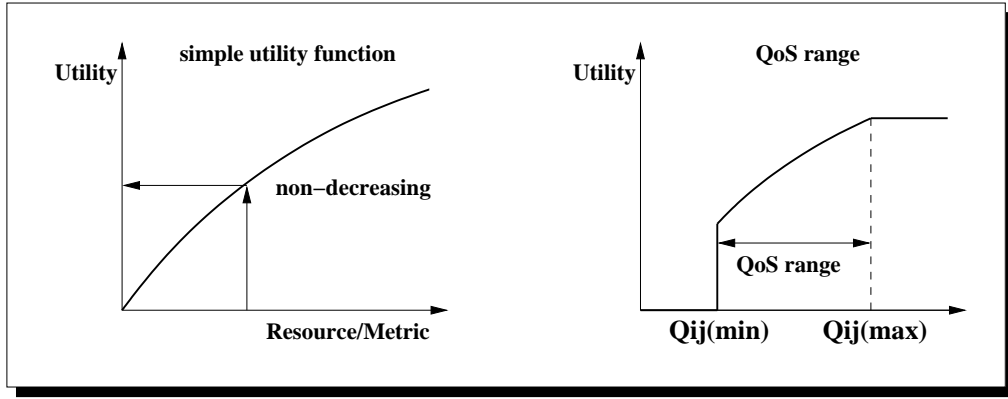 simple utility function
Utility
non−decreasing
Resource/Metric
QoS range
Utility
QoS range
Qij(min)
Qij(max)